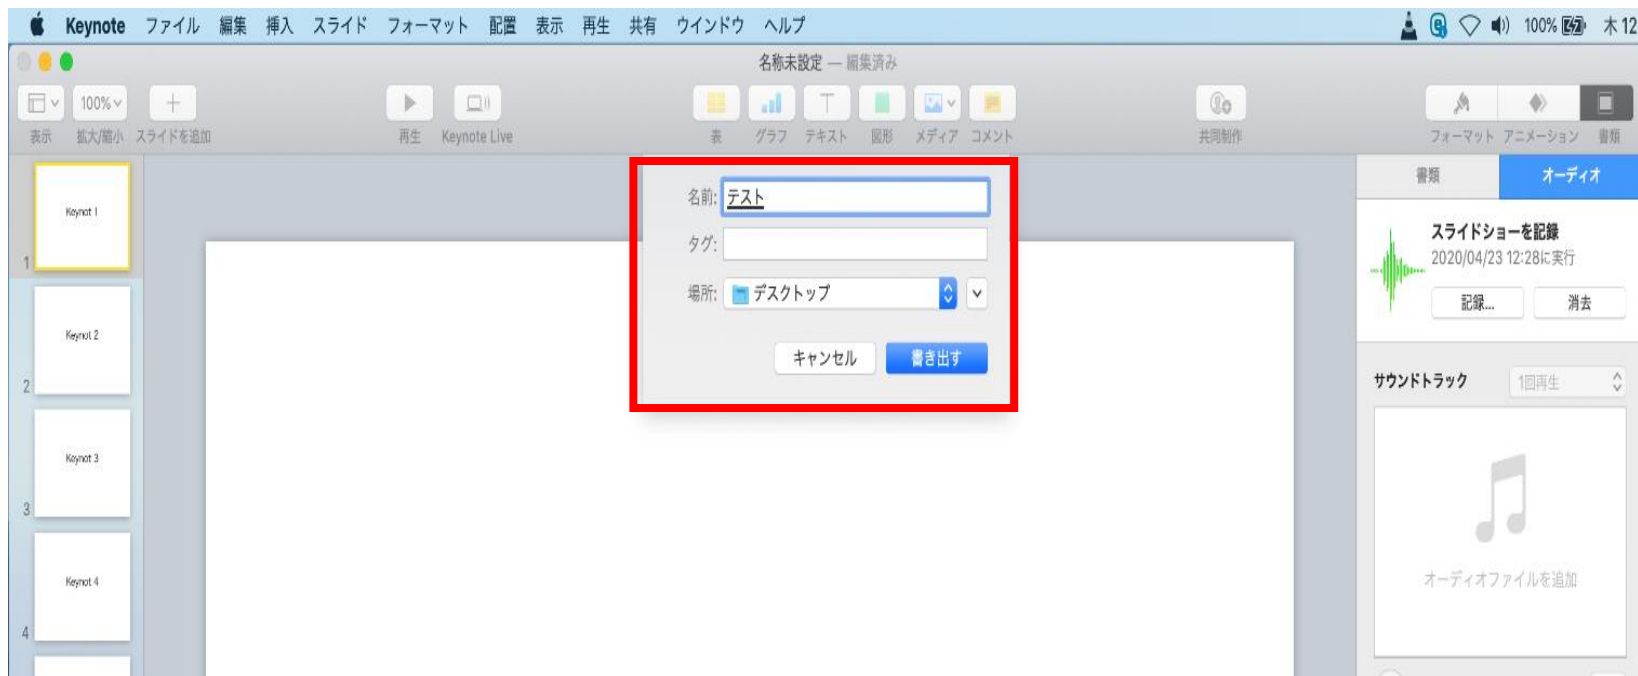 Keynote ファイル 編集 挿入 スライド フォーマット 配置 表示 再生 共有 ウインドウ ヘルプ 100% 木 12
名称未設定 — 編集済み
100%
表示 拡大/縮小 スライドを追加 再生 Keynote Live 表 グラフ テキスト 図形 メディア コメント 共同制作 フォーマット アニメーション 書類
Keynot 1
1
Keynot 2
2
Keynot 3
3
Keynot 4
4
名前: テスト
タグ:
場所: デスクトップ
キャンセル 書き出す
書類 オーディオ
スライドショーを記録
2020/04/23 12:28に実行
記録... 消去
サウンドトラック 1回再生
オーディオファイルを追加